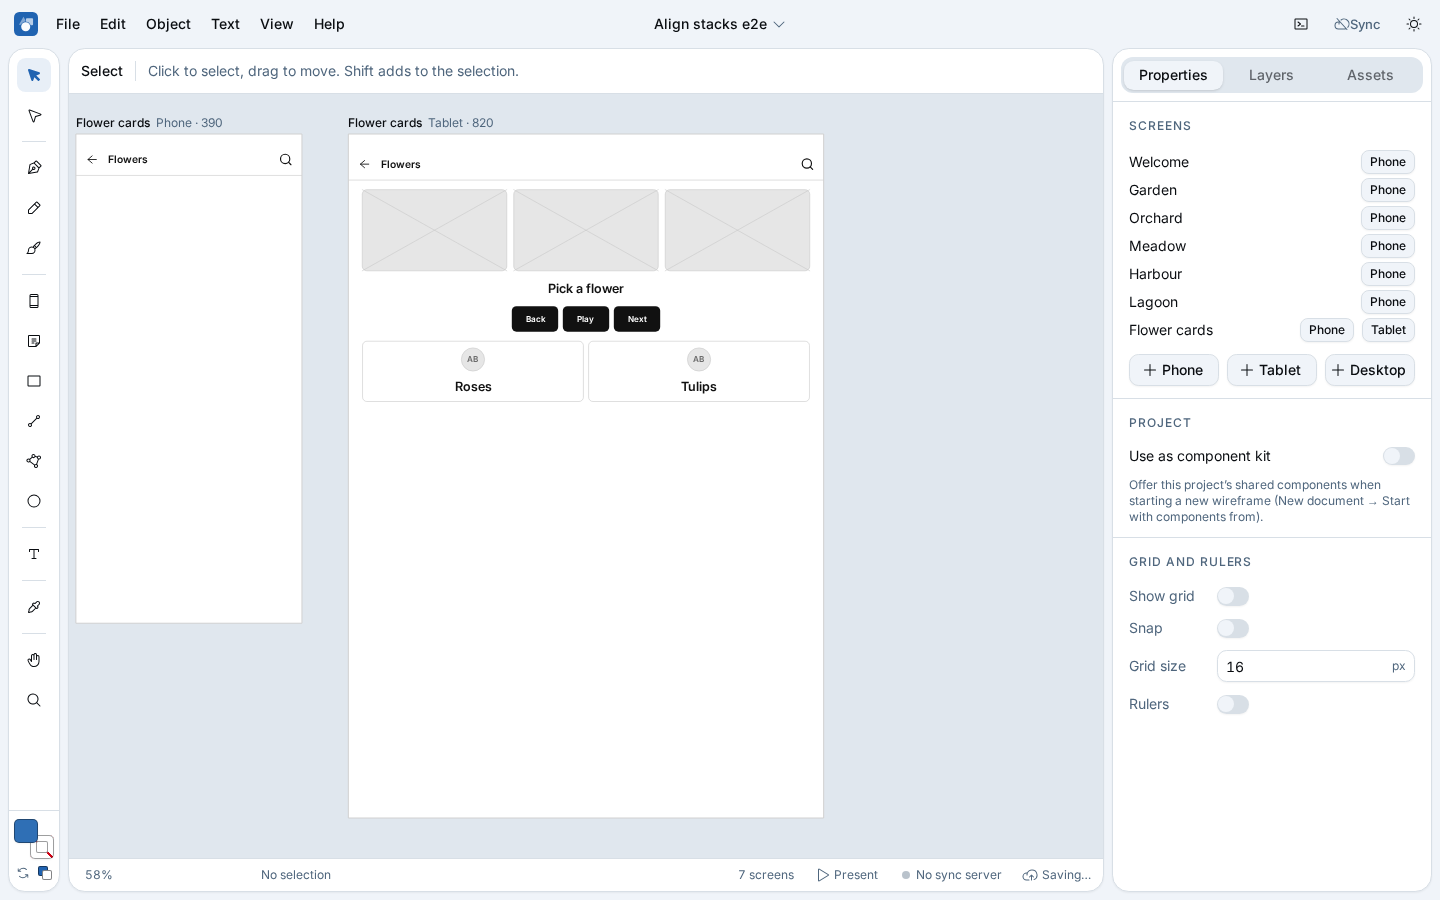 File Edit Object Text View Help
Align stacks e2e
Sync
Select
Click to select, drag to move. Shift adds to the selection.
Flower cards Phone · 390
Flowers
Flower cards Tablet · 820
Flowers
Pick a flower
Back Play Next
AB AB
Roses Tulips
Properties Layers Assets
SCREENS
Welcome Phone
Garden Phone
Orchard Phone
Meadow Phone
Harbour Phone
Lagoon Phone
Flower cards Phone Tablet
Phone Tablet Desktop
PROJECT
Use as component kit
Offer this project's shared components when
starting a new wireframe (New document → Start
with components from).
GRID AND RULERS
Show grid
Snap
Grid size 16 px
Rulers
58% No selection 7 screens Present No sync server Saving...